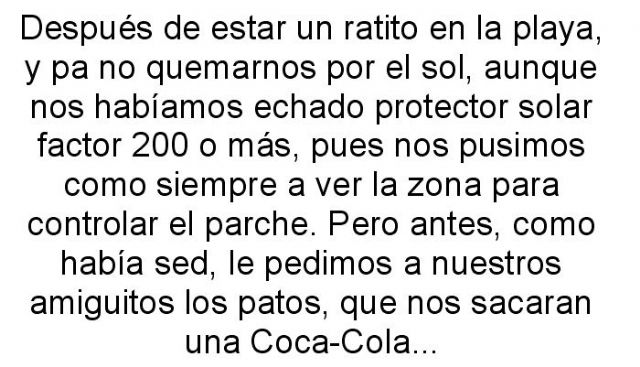 Después de estar un ratito en la playa,
y pa no quemarnos por el sol, aunque
nos habíamos echado protector solar
factor 200 o más, pues nos pusimos
como siempre a ver la zona para
controlar el parche. Pero antes, como
había sed, le pedimos a nuestros
amiguitos los patos, que nos sacaran
una Coca-Cola...